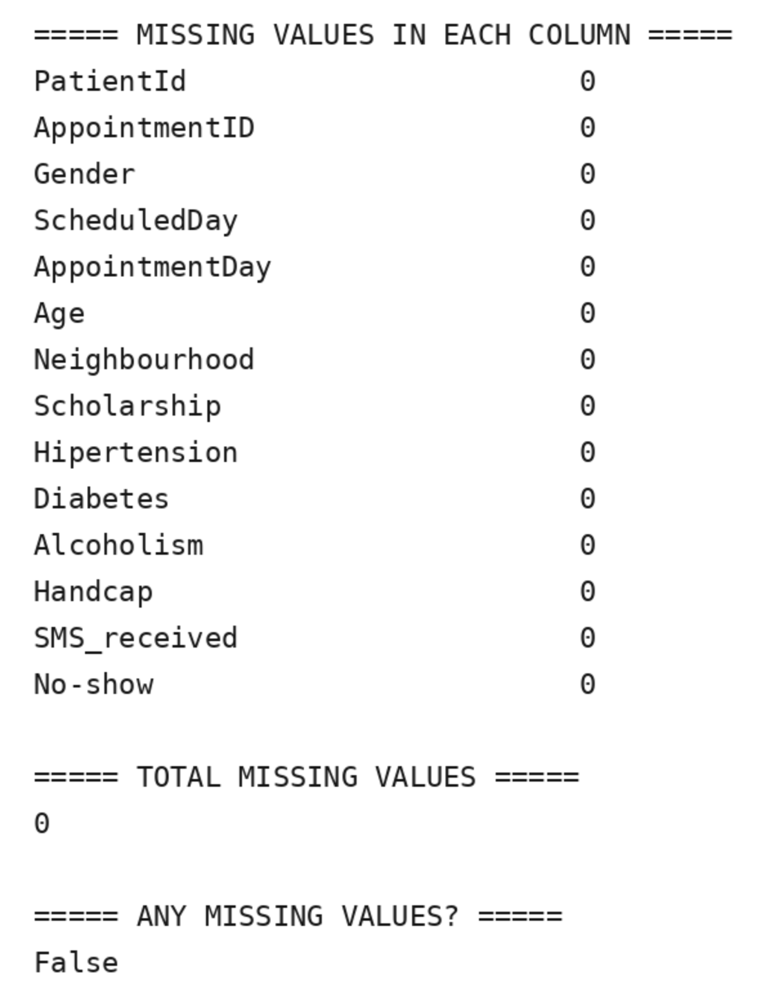 ===== MISSING VALUES IN EACH COLUMN =====
PatientId                       0
AppointmentID                   0
Gender                          0
ScheduledDay                    0
AppointmentDay                  0
Age                             0
Neighbourhood                   0
Scholarship                     0
Hipertension                    0
Diabetes                        0
Alcoholism                      0
Handcap                         0
SMS_received                    0
No-show                         0
===== TOTAL MISSING VALUES =====
0
===== ANY MISSING VALUES? =====
False